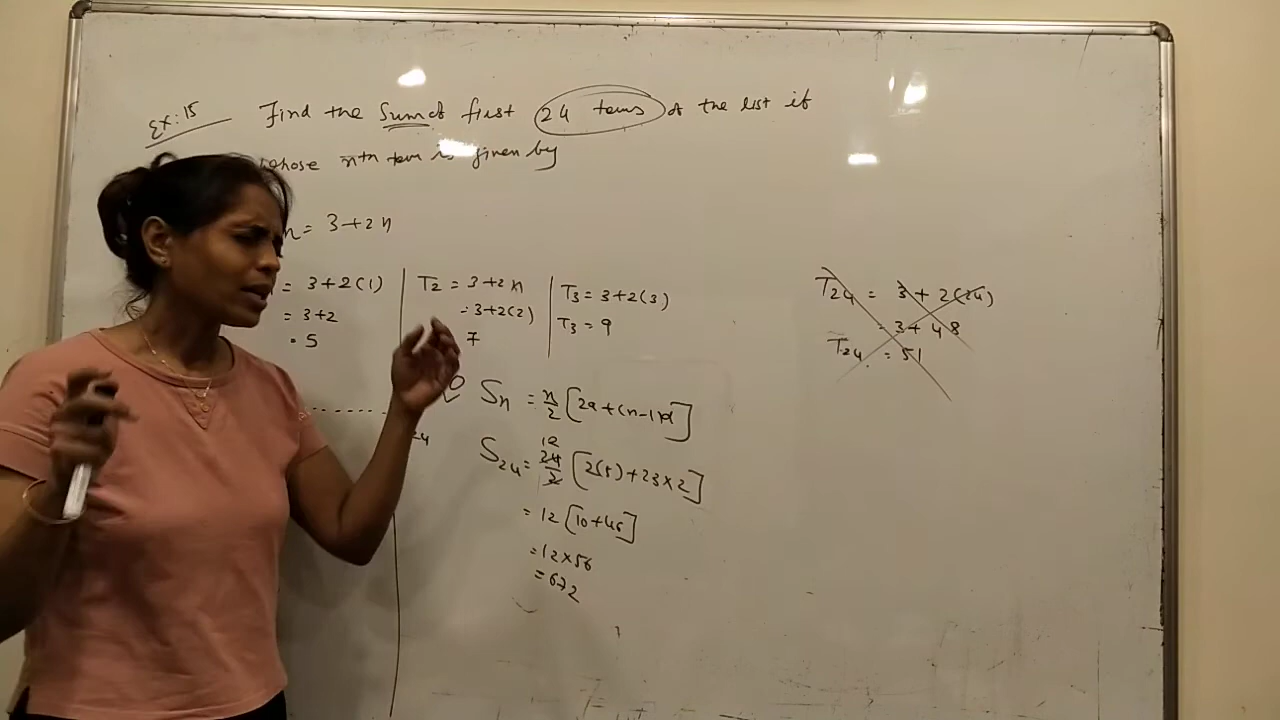 Ex:15 Find the Sum of first 24 terms of the list if
whose nth term is given by
n = 3+2n
= 3+2(1)
= 3+2
= 5
T2 = 3+2n
= 3+2(2)
7
T3 = 3+2(3)
T3 = 9
T24 = 3+2(24)
= 3+48
T24 = 51
Sn = n/2 [2a+(n-1)d]
24
S24 = 24/2 [2(5)+23×2]
12
= 12[10+46]
= 12×56
= 672